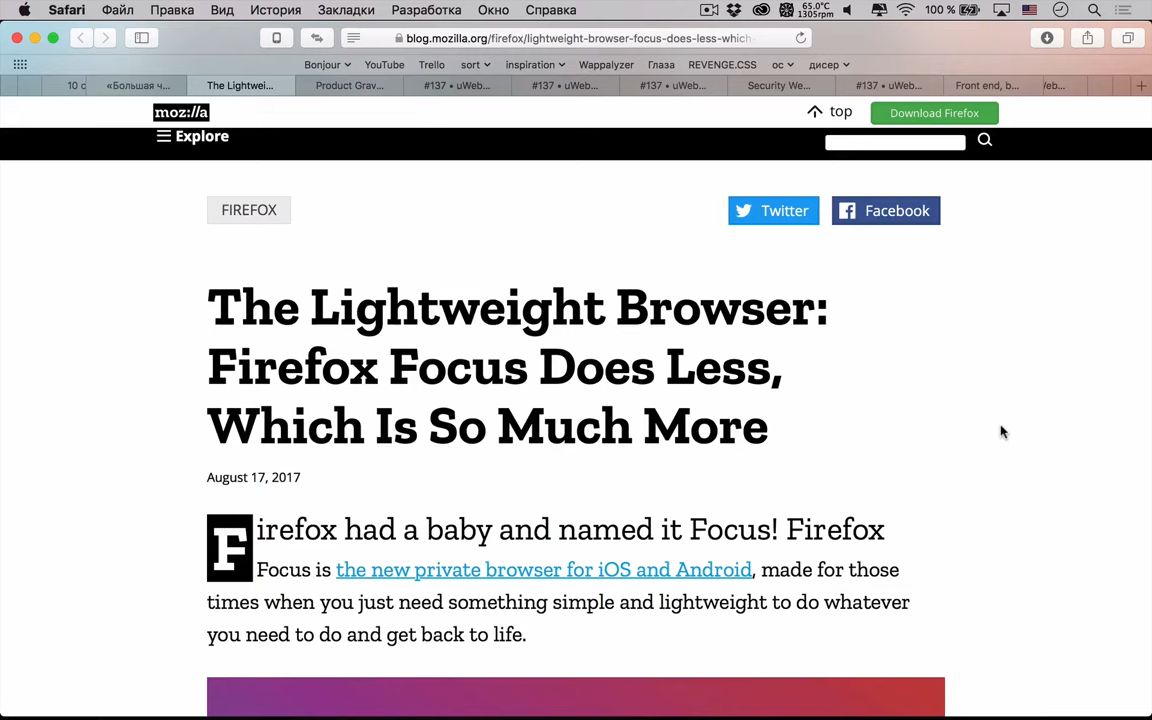 Safari Файл Правка Вид История Закладки Разработка Окно Справка 65.0°C 1305rpm 100 %
blog.mozilla.org/firefox/lightweight-browser-focus-does-less-which-
Bonjour YouTube Trello sort inspiration Wappalyzer Глаза REVENGE.CSS ос дисер
10 с «Большая ч... The Lightwei... Product Grav... #137 • uWeb... #137 • uWeb... #137 • uWeb... Security We... #137 • uWeb... Front end, b... /eb...
moz://a top Download Firefox
Explore
FIREFOX Twitter Facebook
The Lightweight Browser:
Firefox Focus Does Less,
Which Is So Much More
August 17, 2017
Firefox had a baby and named it Focus! Firefox
Focus is the new private browser for iOS and Android, made for those
times when you just need something simple and lightweight to do whatever
you need to do and get back to life.